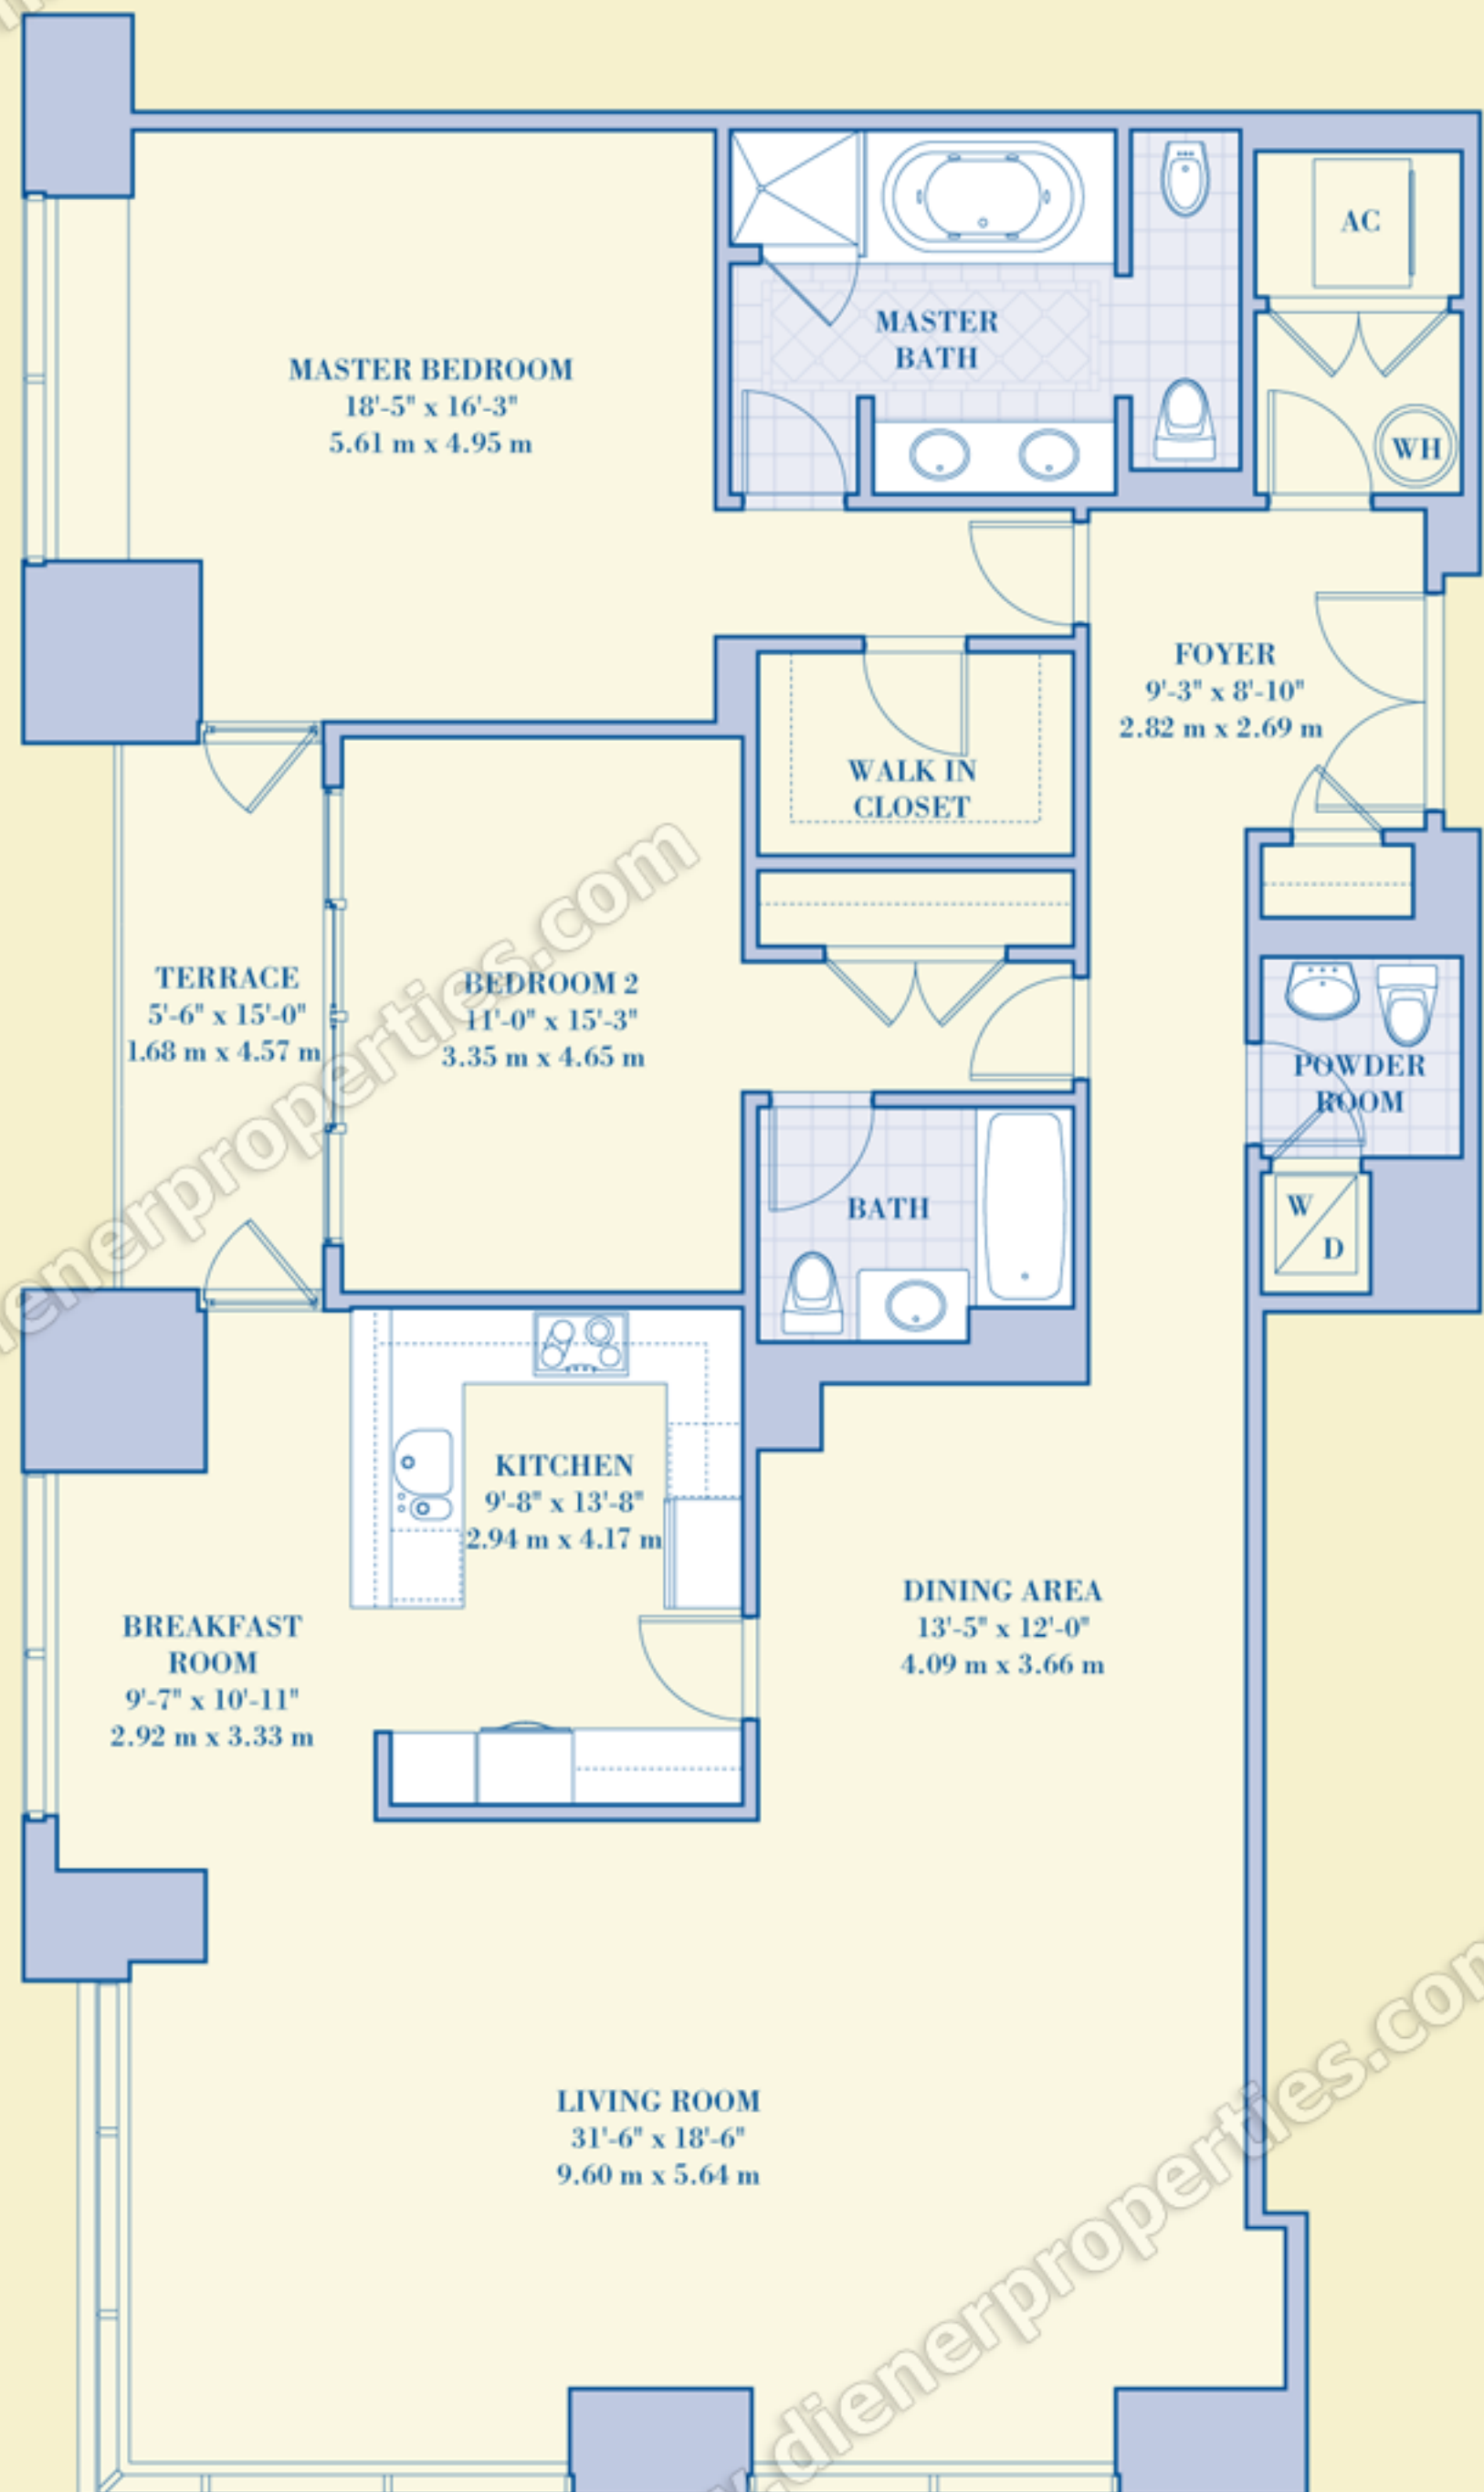 AC
MASTER
BATH
MASTER BEDROOM
18'-5" x 16'-3"
5.61 m x 4.95 m
WH
FOYER
9'-3" x 8'-10"
2.82 m x 2.69 m
WALK IN
CLOSET
TERRACE
5'-6" x 15'-0"
1.68 m x 4.57 m
BEDROOM 2
11'-0" x 15'-3"
3.35 m x 4.65 m
POWDER
ROOM
BATH
W
D
KITCHEN
9'-8" x 13'-8"
2.94 m x 4.17 m
DINING AREA
13'-5" x 12'-0"
4.09 m x 3.66 m
BREAKFAST
ROOM
9'-7" x 10'-11"
2.92 m x 3.33 m
LIVING ROOM
31'-6" x 18'-6"
9.60 m x 5.64 m
ienerproperties.com
w.dienerproperties.com